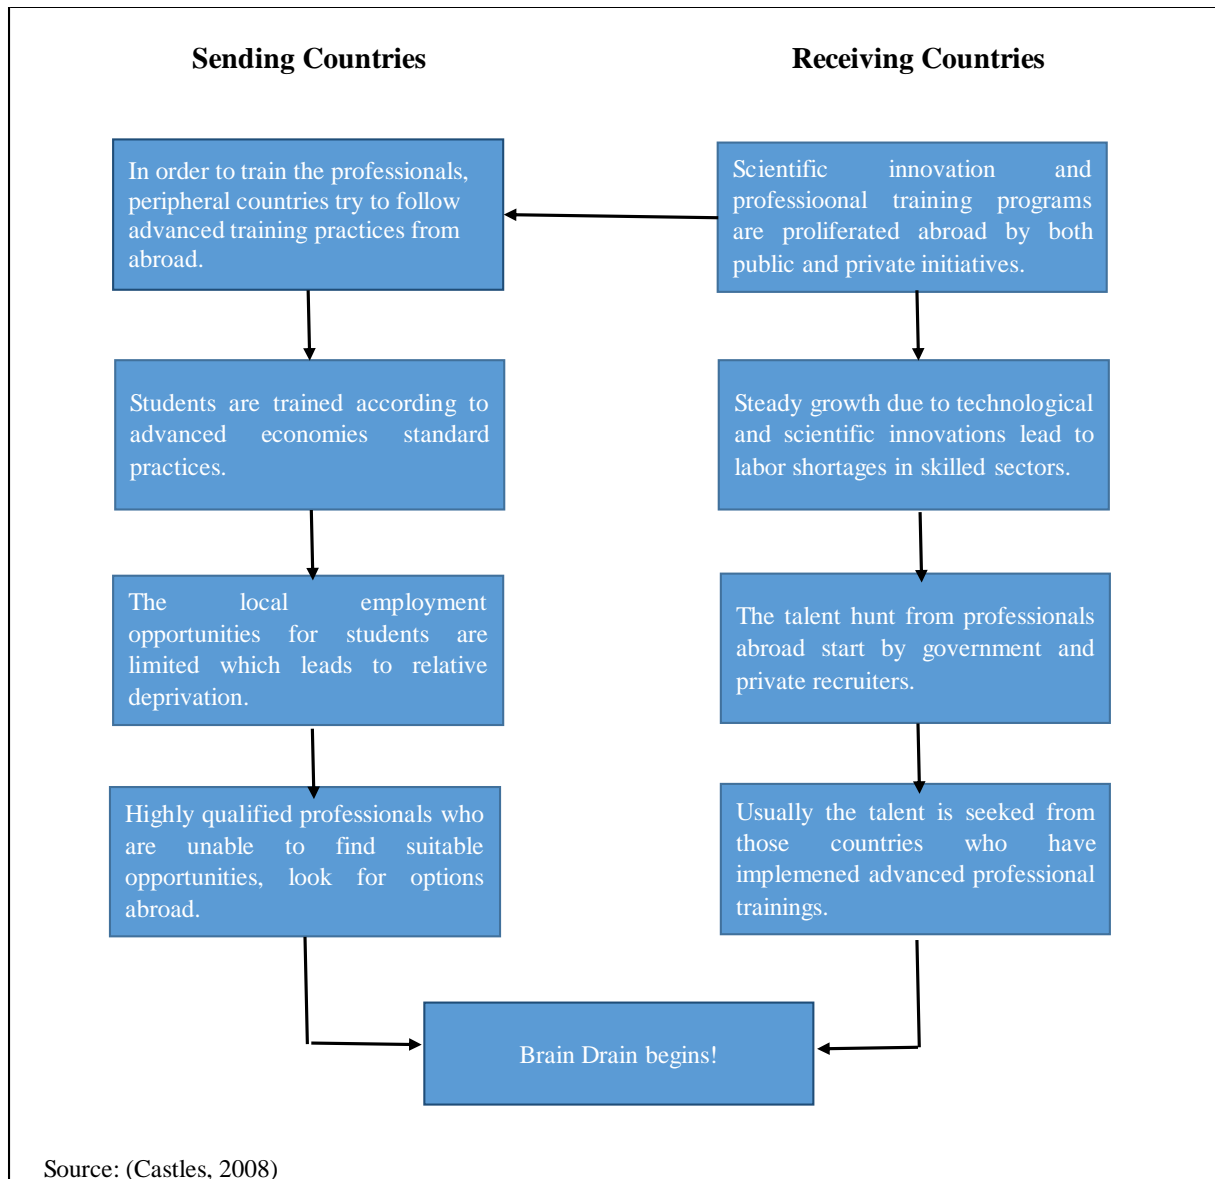 Sending Countries
Receiving Countries
In order to train the professionals,
peripheral countries try to follow
advanced training practices from
abroad.
Scientific innovation and
professioonal training programs
are proliferated abroad by both
public and private initiatives.
Students are trained according to
advanced economies standard
practices.
Steady growth due to technological
and scientific innovations lead to
labor shortages in skilled sectors.
The local employment
opportunities for students are
limited which leads to relative
deprivation.
The talent hunt from professionals
abroad start by government and
private recruiters.
Highly qualified professionals who
are unable to find suitable
opportunities, look for options
abroad.
Usually the talent is seeked from
those countries who have
implemened advanced professional
trainings.
Brain Drain begins!
Source: (Castles, 2008)